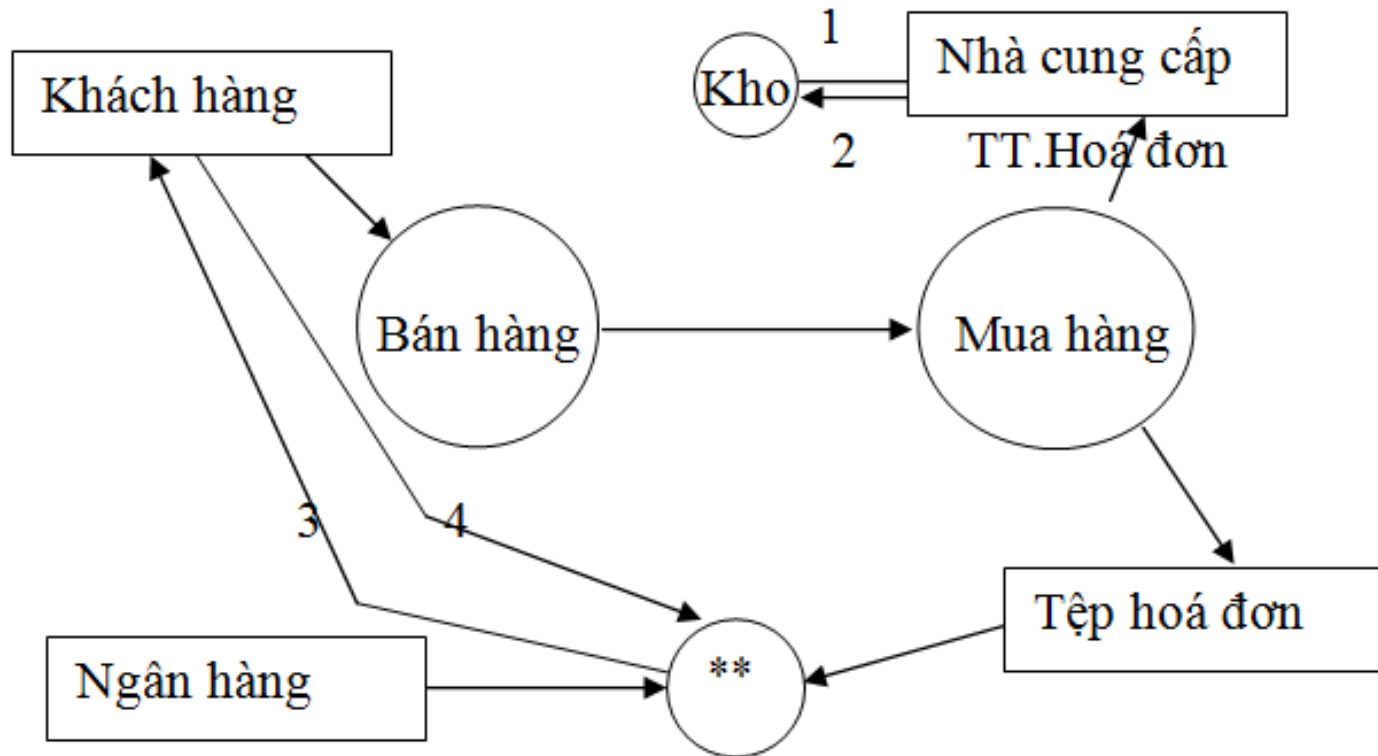 1
Khách hàng
Kho
Nhà cung cấp
2
TT.Hoá đơn
Bán hàng
Mua hàng
3
4
Tệp hoá đơn
Ngân hàng
**